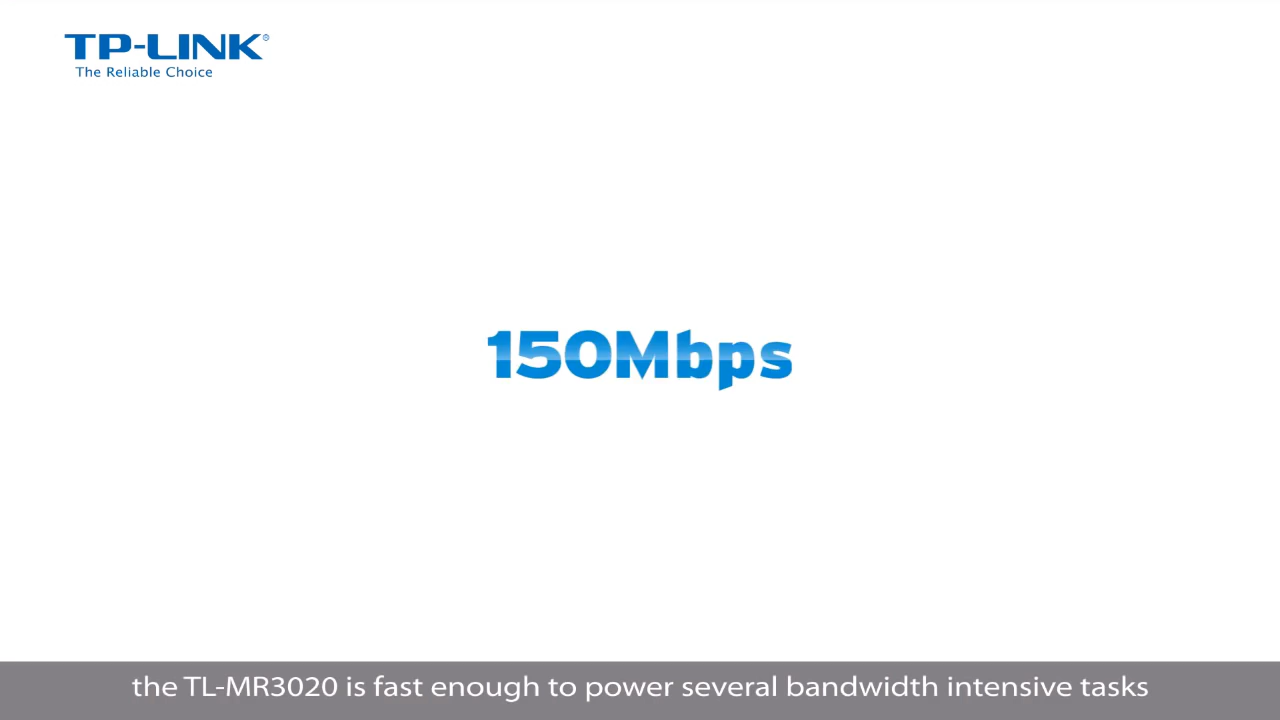 TP-LINK®
The Reliable Choice
150Mbps
the TL-MR3020 is fast enough to power several bandwidth intensive tasks